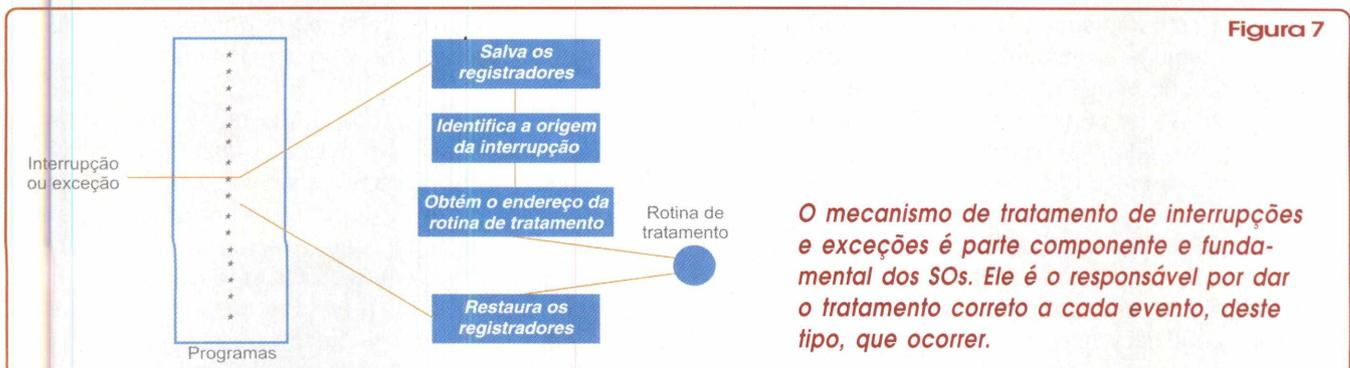 Figura 7
Salva os
registradores
Identifica a origem
da interrupção
Interrupção
ou exceção
Obtém o endereço da
rotina de tratamento
Rotina de
tratamento
Restaura os
registradores
Programas
O mecanismo de tratamento de interrupções
e exceções é parte componente e funda-
mental dos SOs. Ele é o responsável por dar
o tratamento correto a cada evento, deste
tipo, que ocorrer.